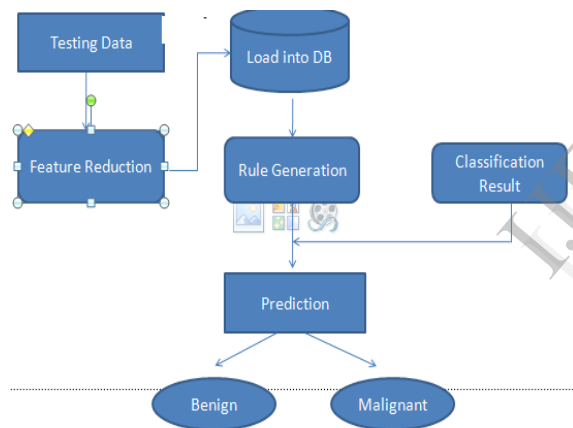 Testing Data
Load into DB
Feature Reduction
Rule Generation
Classification
Result
Prediction
Benign
Malignant